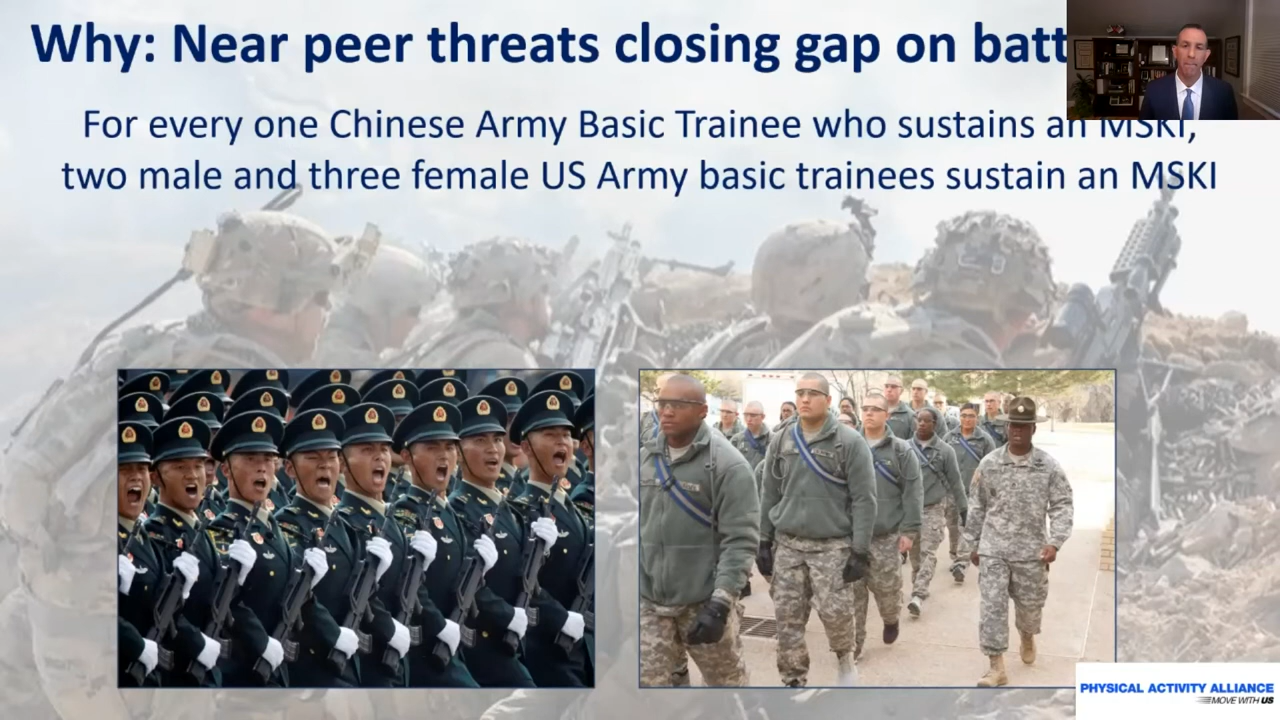 Why: Near peer threats closing gap on batt
For every one Chinese Army Basic Trainee who sustains an MSKI,
two male and three female US Army basic trainees sustain an MSKI
PHYSICAL ACTIVITY ALLIANCE
MOVE WITH US